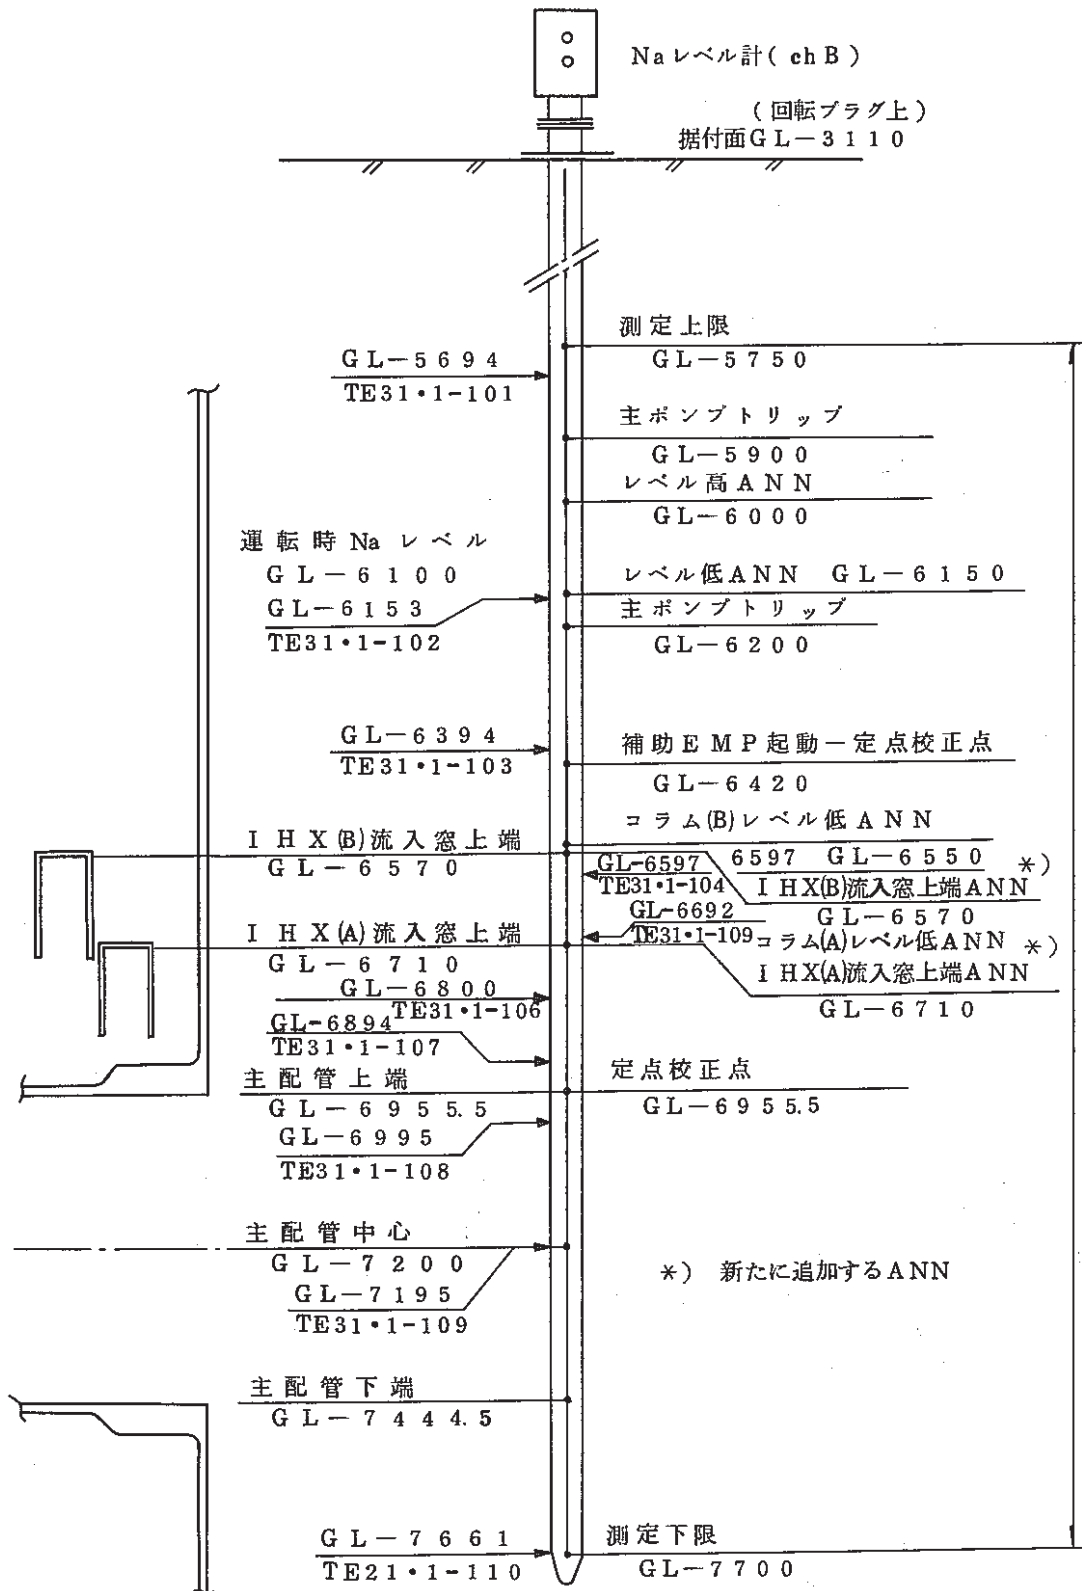 Naレベル計(chB)
(回転プラグ上)
据付面GL-3110
測定上限
GL-5750
GL-5694
TE31・1-101
主ポンプトリップ
GL-5900
レベル高ANN
GL-6000
運転時Naレベル
GL-6100
GL-6153
TE31・1-102
レベル低ANN GL-6150
主ポンプトリップ
GL-6200
GL-6394
TE31・1-103
補助EMP起動-定点校正点
GL-6420
コラム(B)レベル低ANN
6597 GL-6550 *)
IHX(B)流入窓上端
GL-6570
GL-6597
TE31・1-104
IHX(B)流入窓上端ANN
GL-6570
GL-6692
TE31・1-109
コラム(A)レベル低ANN *)
IHX(A)流入窓上端
GL-6710
IHX(A)流入窓上端ANN
GL-6710
GL-6800
TE31・1-106
GL-6894
TE31・1-107
主配管上端
GL-6955.5
定点校正点
GL-6955.5
GL-6995
TE31・1-108
主配管中心
GL-7200
GL-7195
TE31・1-109
*) 新たに追加するANN
主配管下端
GL-7444.5
GL-7661
TE21・1-110
測定下限
GL-7700